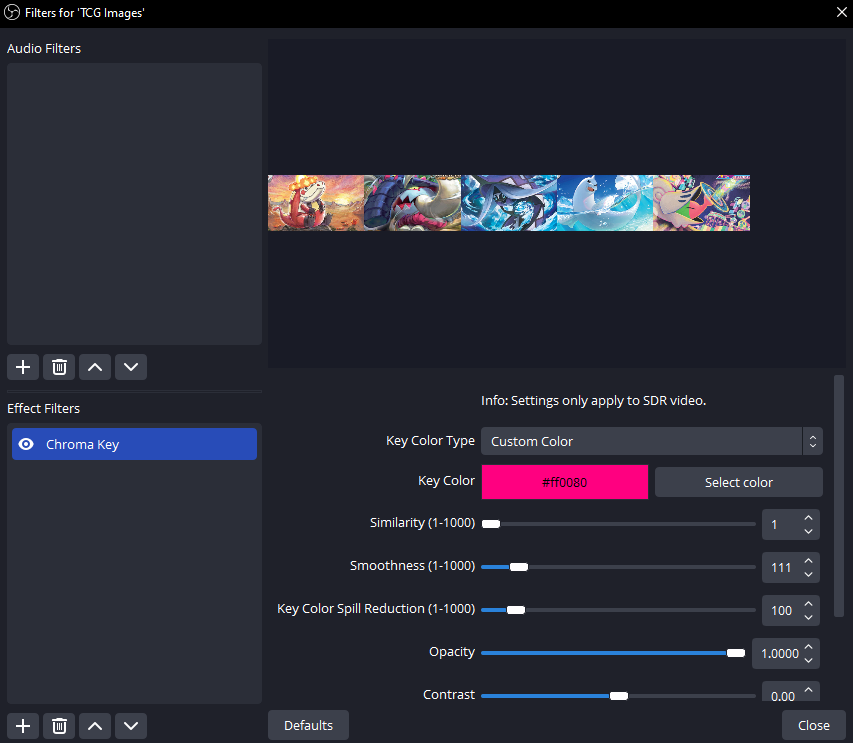 Filters for 'TCG Images'
Audio Filters
Effect Filters
Chroma Key
Info: Settings only apply to SDR video.
Key Color Type Custom Color
Key Color #ff0080 Select color
Similarity (1-1000) 1
Smoothness (1-1000) 111
Key Color Spill Reduction (1-1000) 100
Opacity 1.0000
Contrast 0.00
Defaults Close